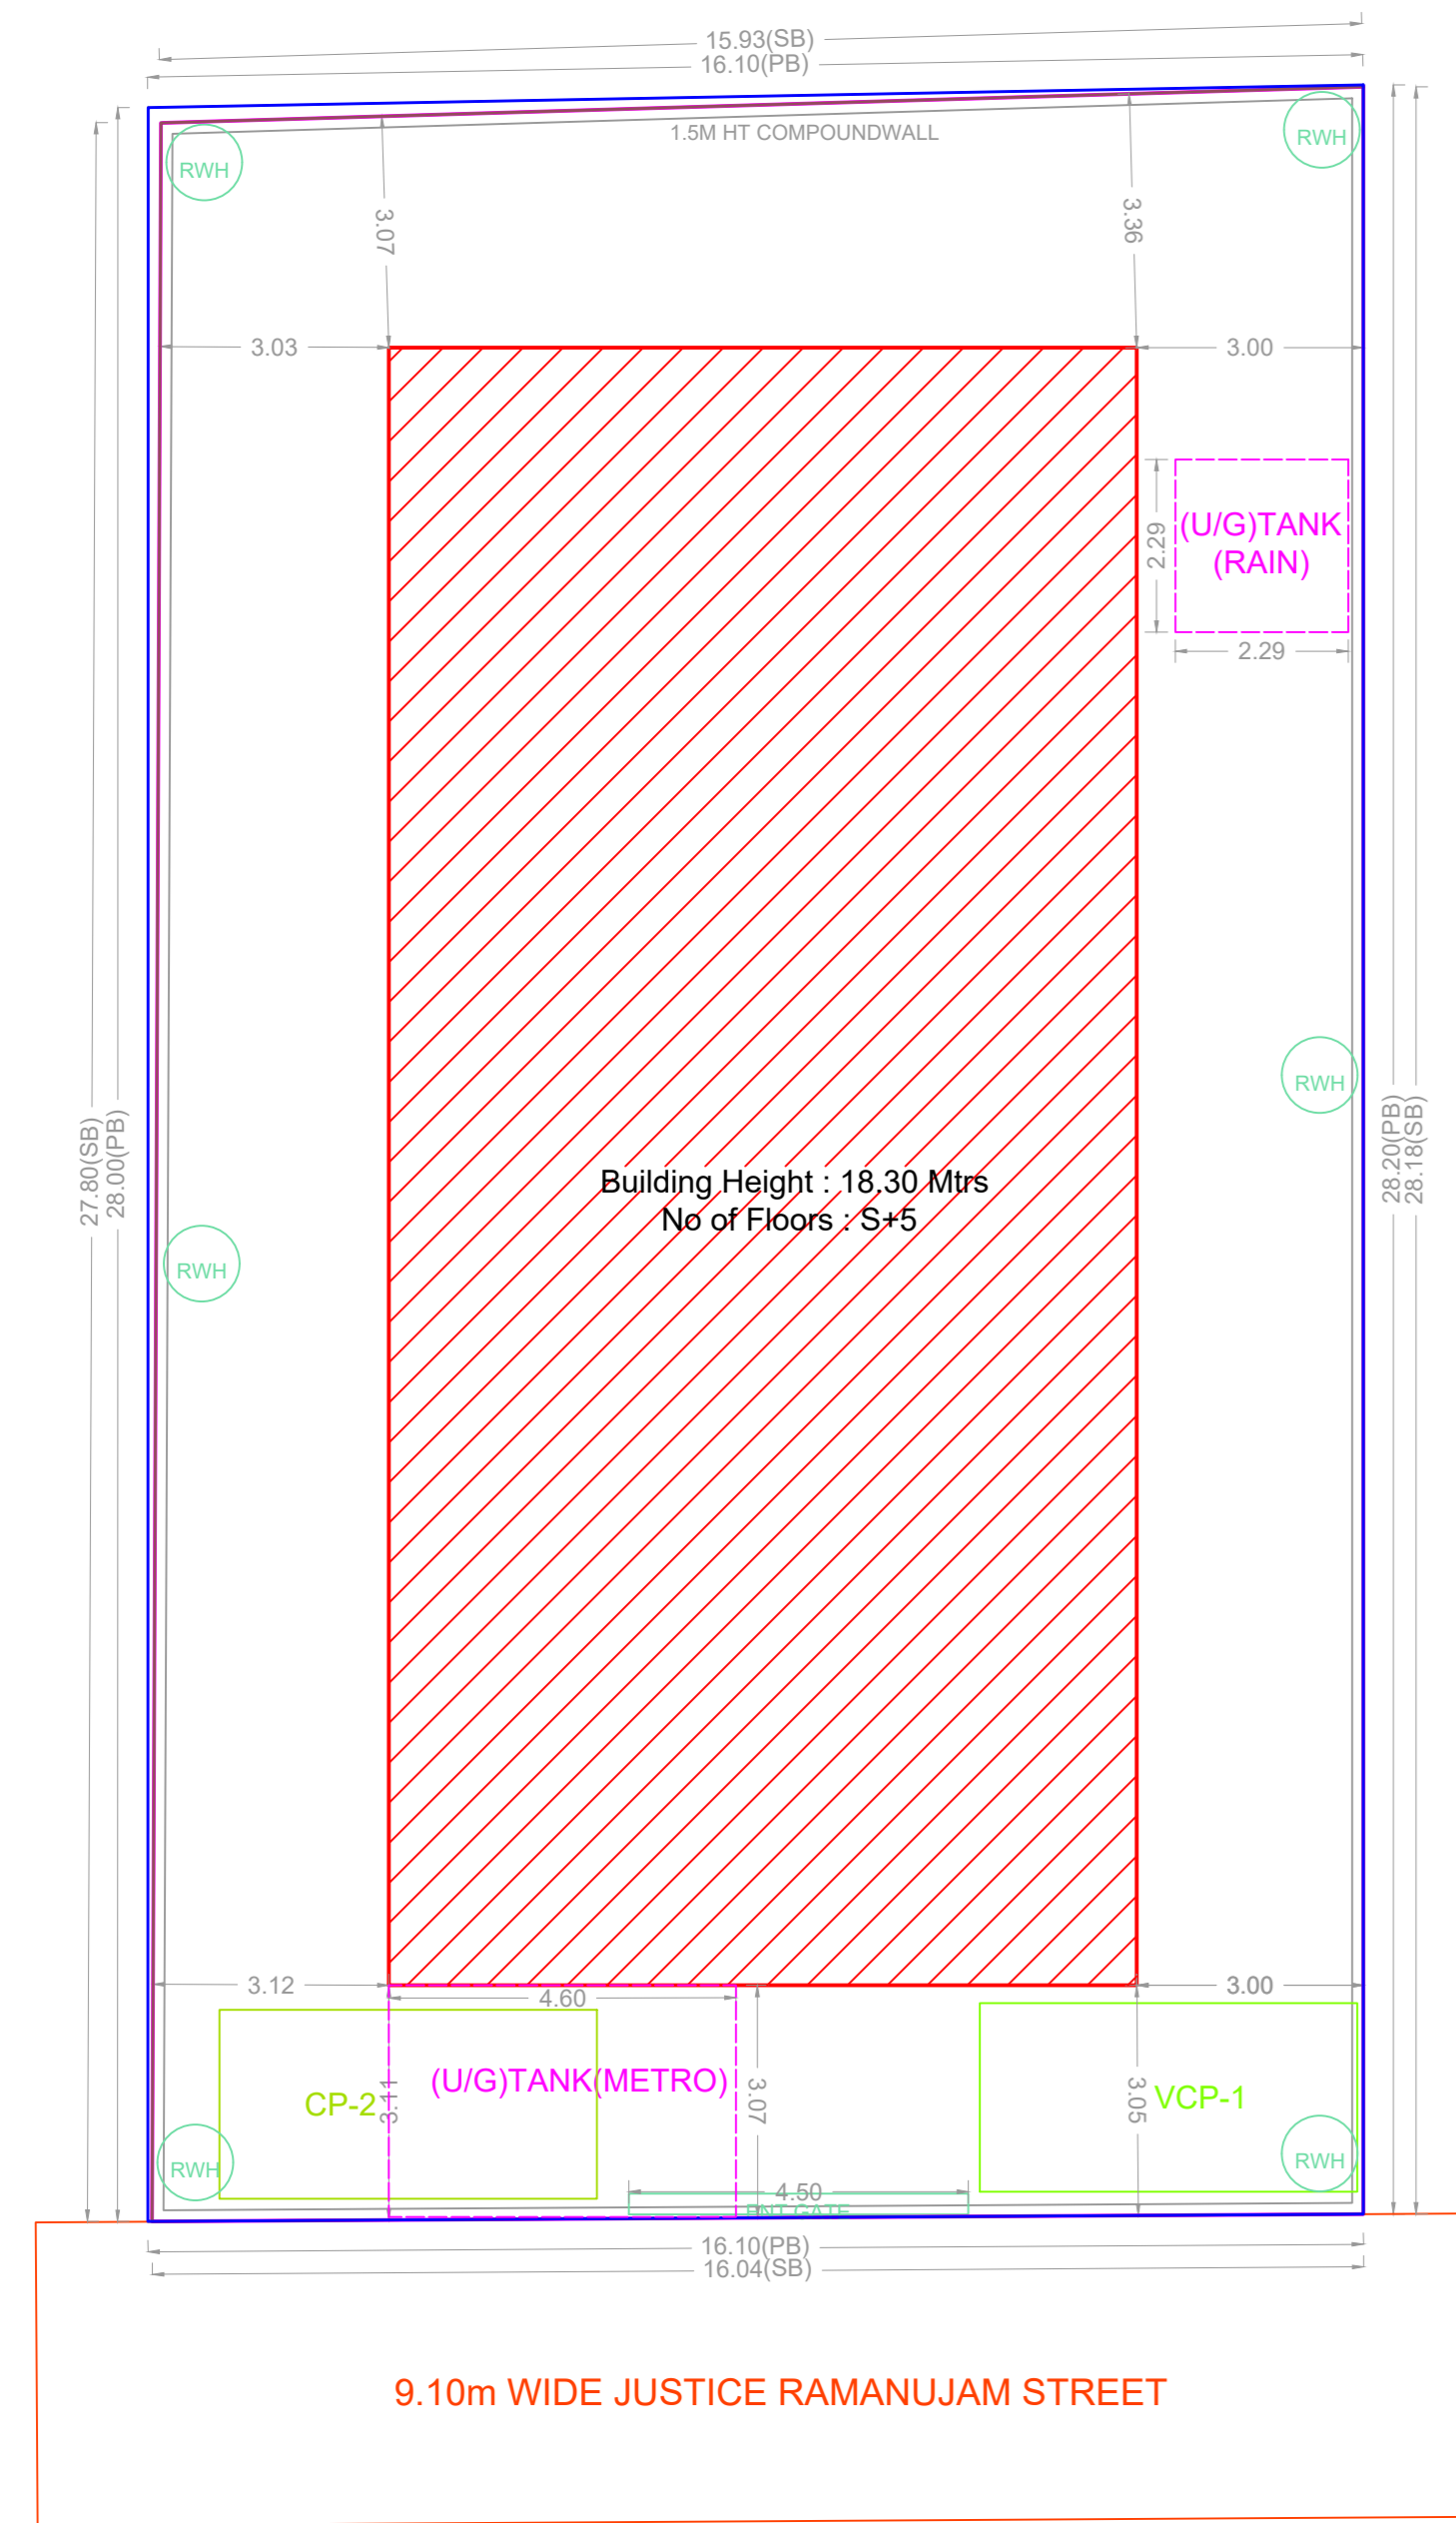 15.93(SB)
16.10(PB)
1.5M HT COMPOUNDWALL
RWH
RWH
3.07
3.36
3.03
3.00
(U/G)TANK
(RAIN)
2.29
2.29
RWH
27.80(SB)
28.00(PB)
28.20(PB)
28.18(SB)
Building Height : 18.30 Mtrs
No of Floors : S+5
RWH
3.12
4.60
3.00
(U/G)TANK(METRO)
CP-2
3.11
3.07
3.05
VCP-1
RWH
RWH
4.50
ENT GATE
16.10(PB)
16.04(SB)
9.10m WIDE JUSTICE RAMANUJAM STREET